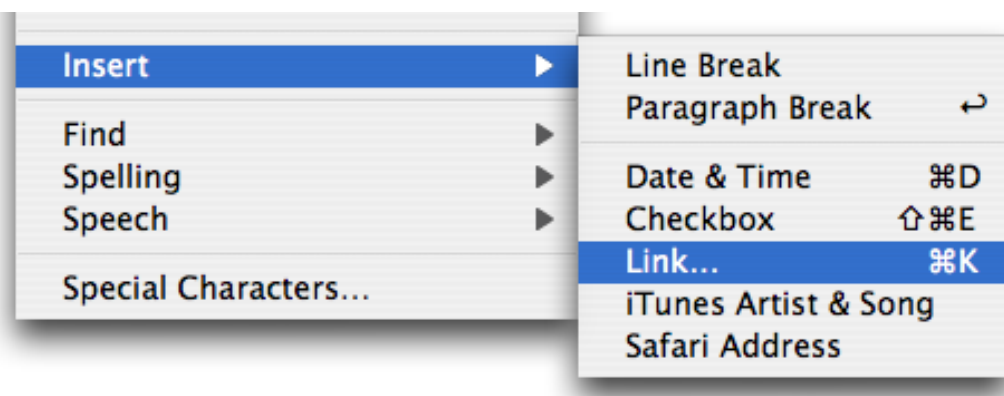 Insert
Find
Spelling
Speech
Special Characters...
Line Break
Paragraph Break ↩
Date & Time ⌘D
Checkbox ⇧⌘E
Link... ⌘K
iTunes Artist & Song
Safari Address